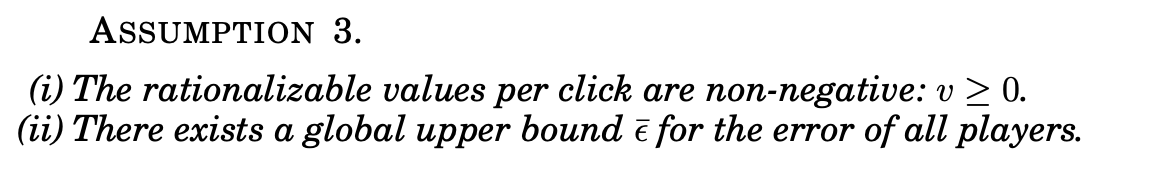 ASSUMPTION 3.
(i) The rationalizable values per click are non-negative: v ≥ 0.
(ii) There exists a global upper bound ϵ̄ for the error of all players.